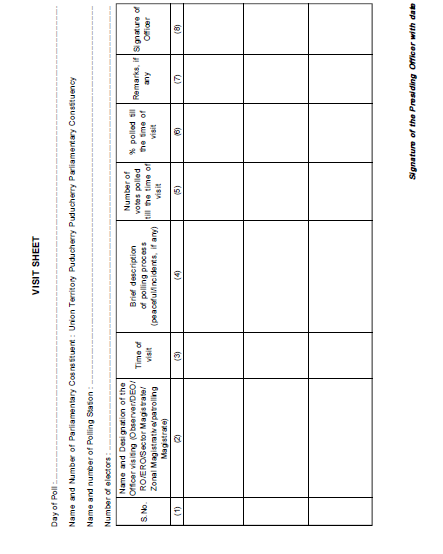 VISIT SHEET
Day of Poll :
Name and Number of Parliamentary Cosnstituent : Union Territory Puducherry Puducherry Parliamentary Constituency
Name and number of Polling Station :
Number of electors :
S. No.
Name and Designation of the
Officer visiting (Observer/DEO/
RO/ERO/Sector Magistrate/
Zonal Magistrative/patrolling
Magistrate)
Time of
visit
Brief description
of polling process
(peaceful/incidents, if any)
Number of
votes polled
till the time of
visit
% polled till
the time of
visit
Remarks, if
any
Signature of
Officer
(1)
(2)
(3)
(4)
(5)
(6)
(7)
(8)
Signature of the Presiding Officer with date